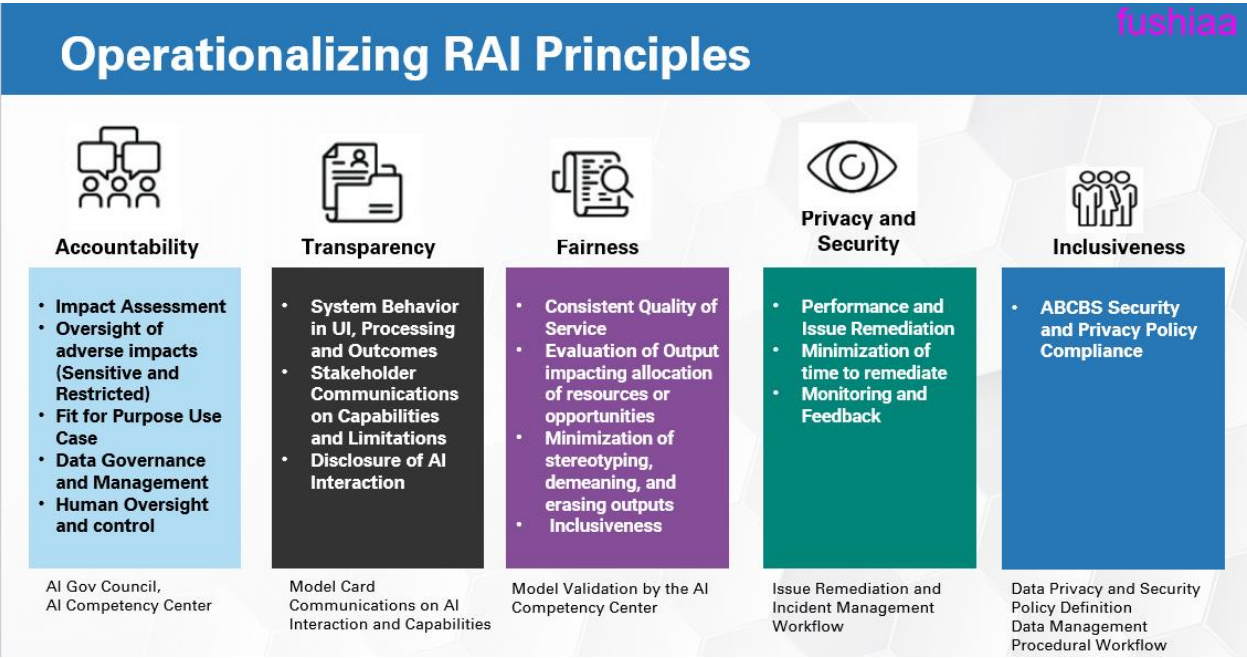 fushiaa
Operationalizing RAI Principles
Accountability
• Impact Assessment
• Oversight of
adverse impacts
(Sensitive and
Restricted)
• Fit for Purpose Use
Case
• Data Governance
and Management
• Human Oversight
and control
AI Gov Council,
AI Competency Center
Transparency
• System Behavior
in UI, Processing
and Outcomes
• Stakeholder
Communications
on Capabilities
and Limitations
• Disclosure of AI
Interaction
Model Card
Communications on AI
Interaction and Capabilities
Fairness
• Consistent Quality of
Service
• Evaluation of Output
impacting allocation
of resources or
opportunities
• Minimization of
stereotyping,
demeaning, and
erasing outputs
• Inclusiveness
Model Validation by the AI
Competency Center
Privacy and
Security
• Performance and
Issue Remediation
• Minimization of
time to remediate
• Monitoring and
Feedback
Issue Remediation and
Incident Management
Workflow
Inclusiveness
• ABCBS Security
and Privacy Policy
Compliance
Data Privacy and Security
Policy Definition
Data Management
Procedural Workflow